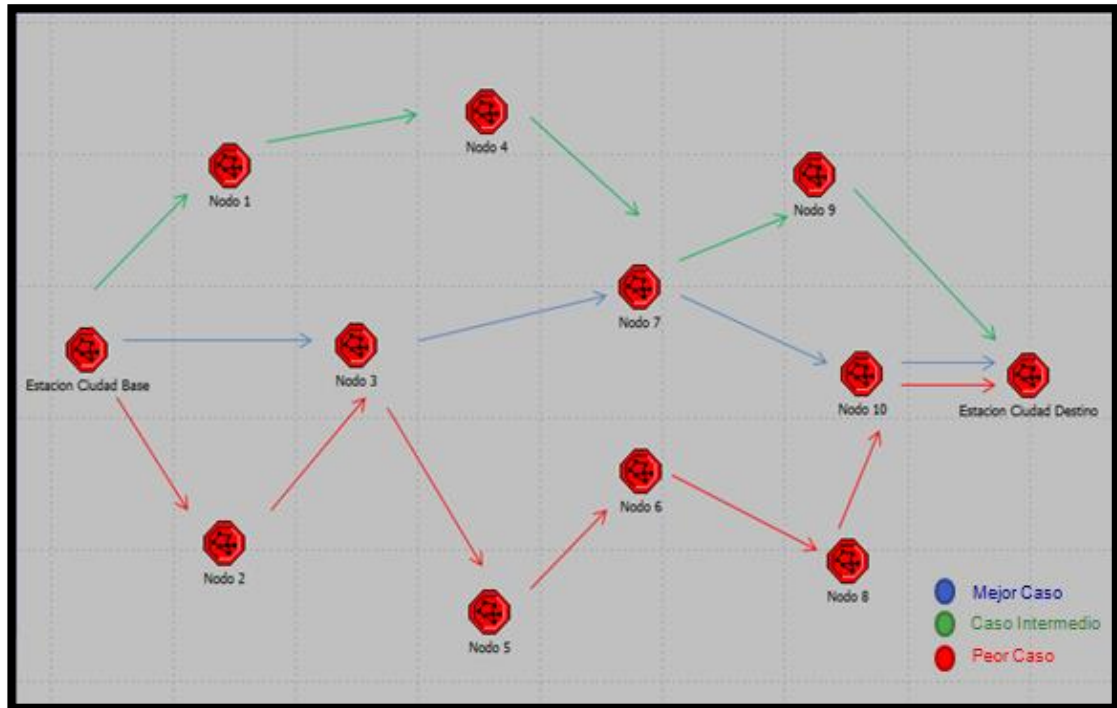 Nodo 4
Nodo 1
Nodo 9
Nodo 7
Estacion Ciudad Base
Nodo 3
Nodo 10
Estacion Ciudad Destino
Nodo 6
Nodo 2
Nodo 8
Nodo 5
Mejor Caso
Caso Intermedio
Peor Caso